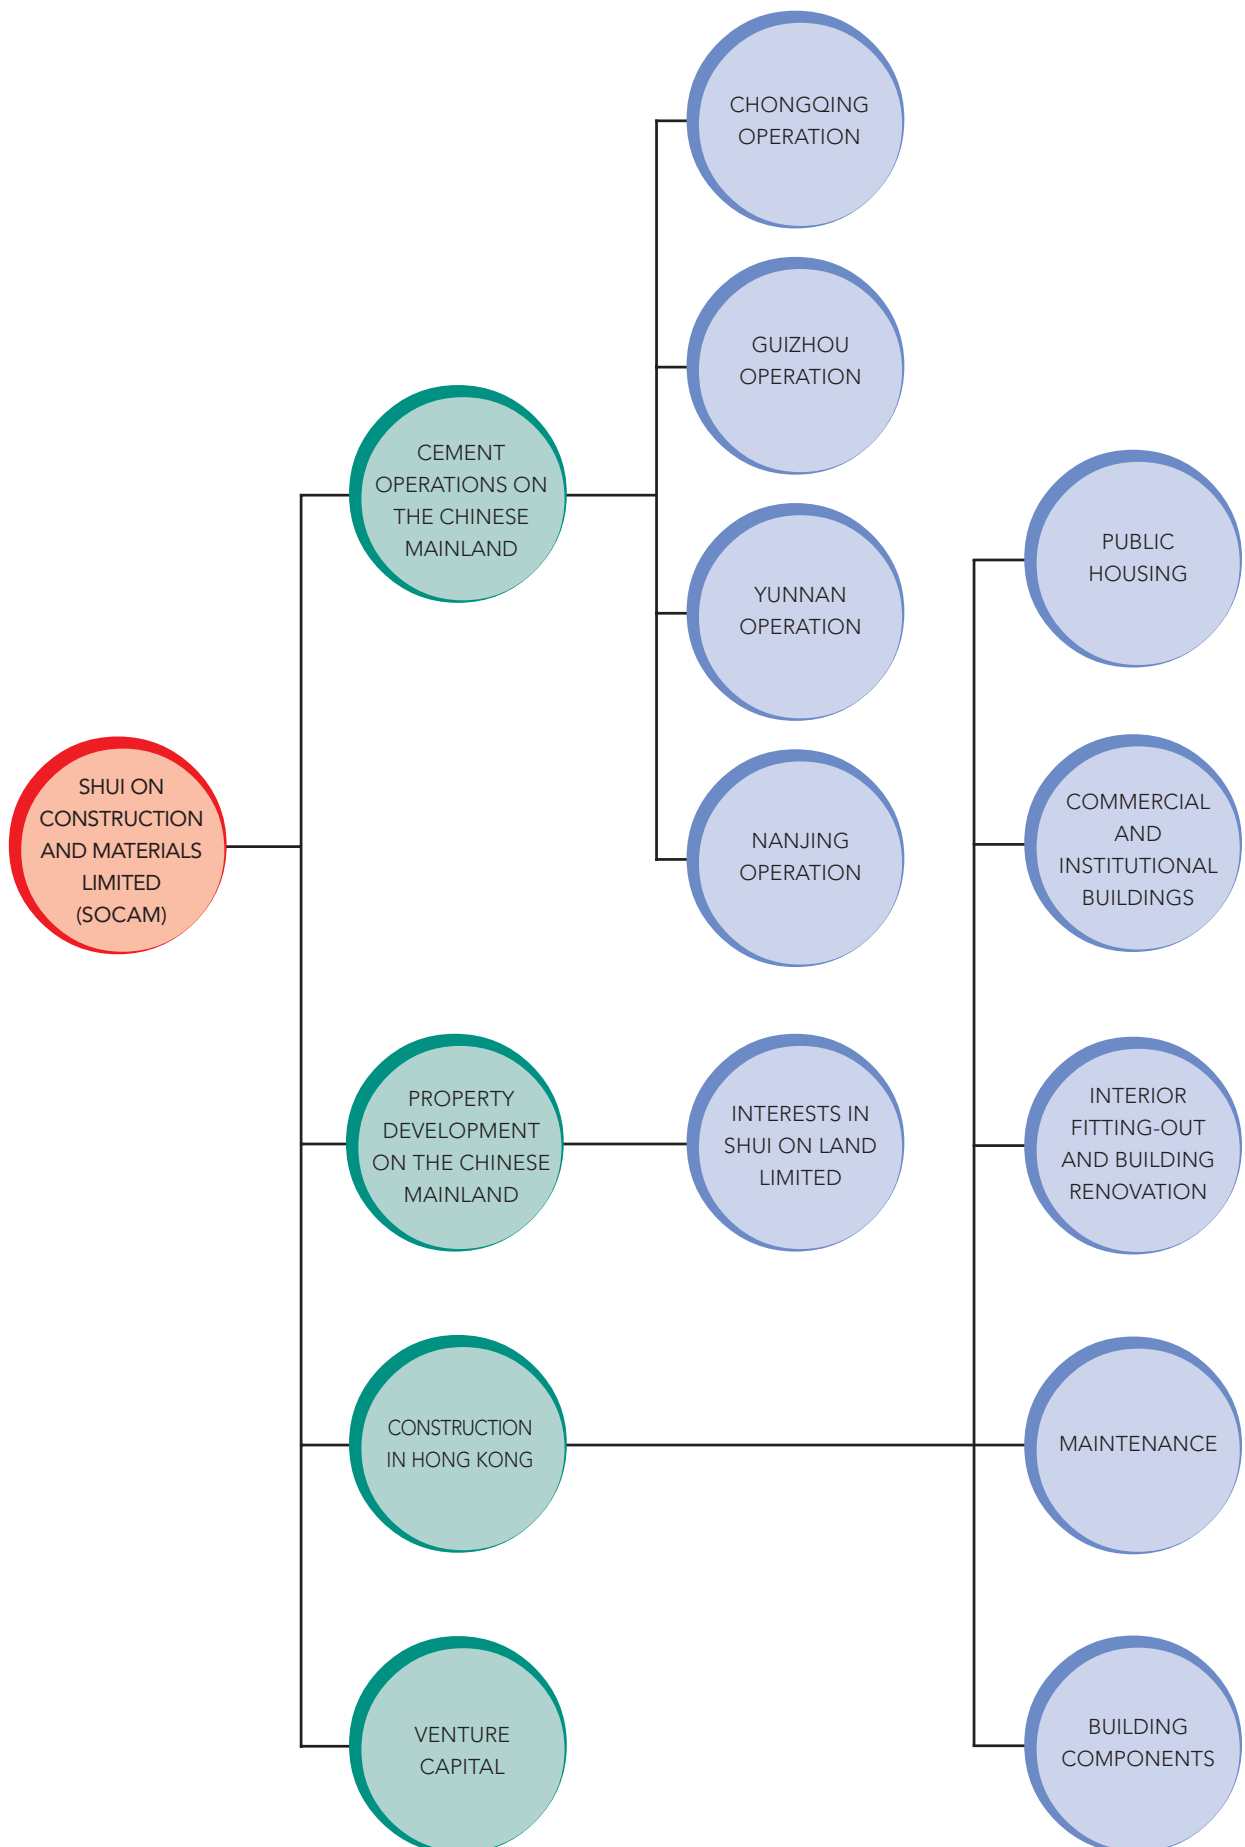 SHUI ON
CONSTRUCTION
AND MATERIALS
LIMITED
(SOCAM)
CEMENT
OPERATIONS ON
THE CHINESE
MAINLAND
CHONGQING
OPERATION
GUIZHOU
OPERATION
YUNNAN
OPERATION
NANJING
OPERATION
PROPERTY
DEVELOPMENT
ON THE CHINESE
MAINLAND
INTERESTS IN
SHUI ON LAND
LIMITED
CONSTRUCTION
IN HONG KONG
PUBLIC
HOUSING
COMMERCIAL
AND
INSTITUTIONAL
BUILDINGS
INTERIOR
FITTING-OUT
AND BUILDING
RENOVATION
MAINTENANCE
BUILDING
COMPONENTS
VENTURE
CAPITAL